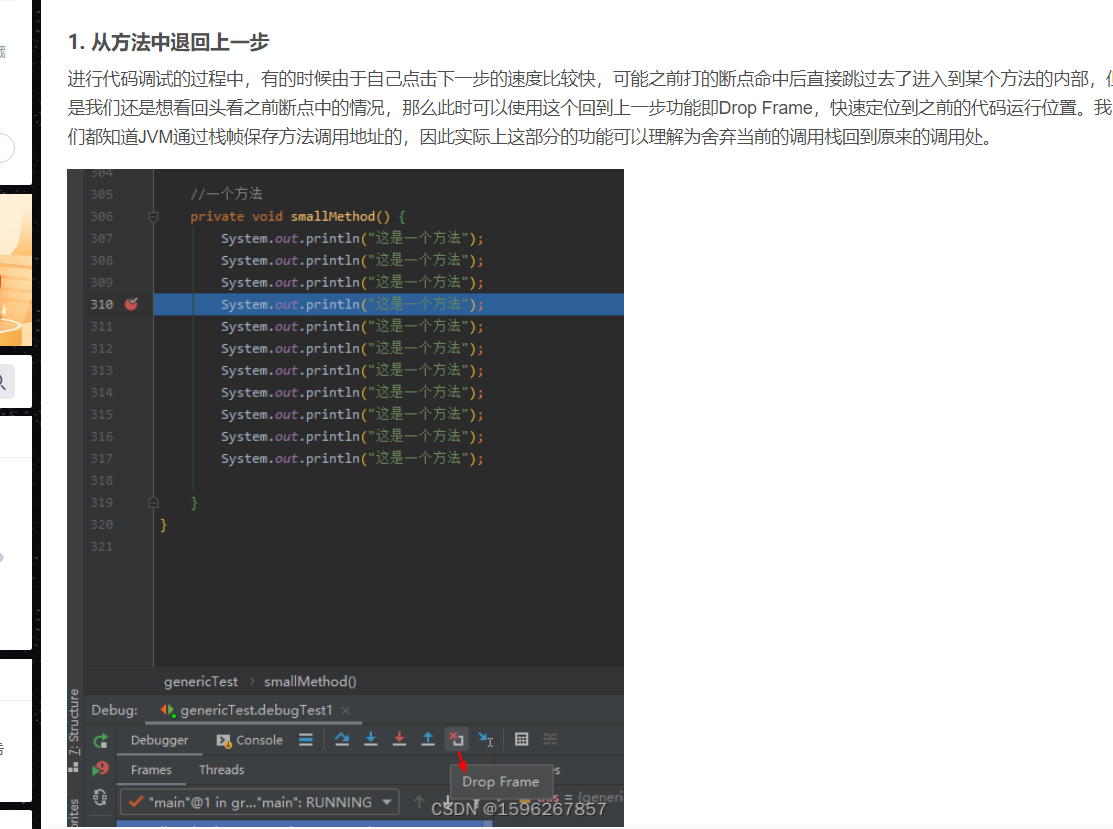 1. 从方法中退回上一步
进行代码调试的过程中，有的时候由于自己点击下一步的速度比较快，可能之前打的断点命中后直接跳过去了进入到某个方法的内部，但
是我们还是想看回头看之前断点中的情况，那么此时可以使用这个回到上一步功能即Drop Frame，快速定位到之前的代码运行位置。我
们都知道JVM通过栈帧保存方法调用地址的，因此实际上这部分的功能可以理解为舍弃当前的调用栈回到原来的调用处。
304
305 //一个方法
306 private void smallMethod() {
307 System.out.println("这是一个方法");
308 System.out.println("这是一个方法");
309 System.out.println("这是一个方法");
310 System.out.println("这是一个方法");
311 System.out.println("这是一个方法");
312 System.out.println("这是一个方法");
313 System.out.println("这是一个方法");
314 System.out.println("这是一个方法");
315 System.out.println("这是一个方法");
316 System.out.println("这是一个方法");
317 System.out.println("这是一个方法");
318
319 }
320 }
321
genericTest › smallMethod()
7: Structure
Debug: genericTest.debugTest1 ×
Debugger Console
Frames Threads
Drop Frame
"main"@1 in gr..."main": RUNNING
this = {generi
CSDN @1596267857